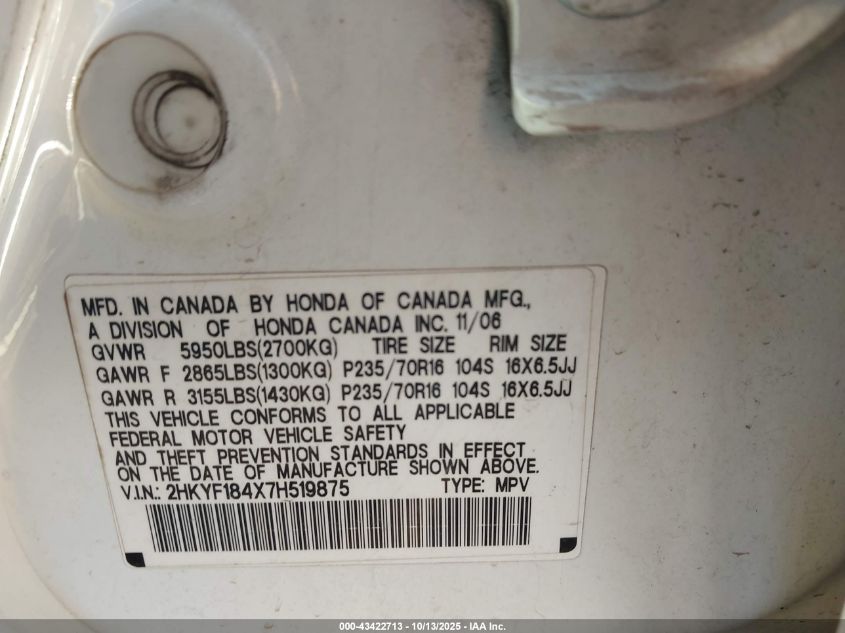 MFD. IN CANADA BY HONDA OF CANADA MFG.,
A DIVISION OF HONDA CANADA INC. 11/06
GVWR 5950LBS(2700KG) TIRE SIZE RIM SIZE
GAWR F 2865LBS(1300KG) P235/70R16 104S 16X6.5JJ
GAWR R 3155LBS(1430KG) P235/70R16 104S 16X6.5JJ
THIS VEHICLE CONFORMS TO ALL APPLICABLE
FEDERAL MOTOR VEHICLE SAFETY
AND THEFT PREVENTION STANDARDS IN EFFECT
ON THE DATE OF MANUFACTURE SHOWN ABOVE.
V.I.N.: 2HKYF184X7H519875 TYPE: MPV
000-43422713 - 10/13/2025 - IAA Inc.